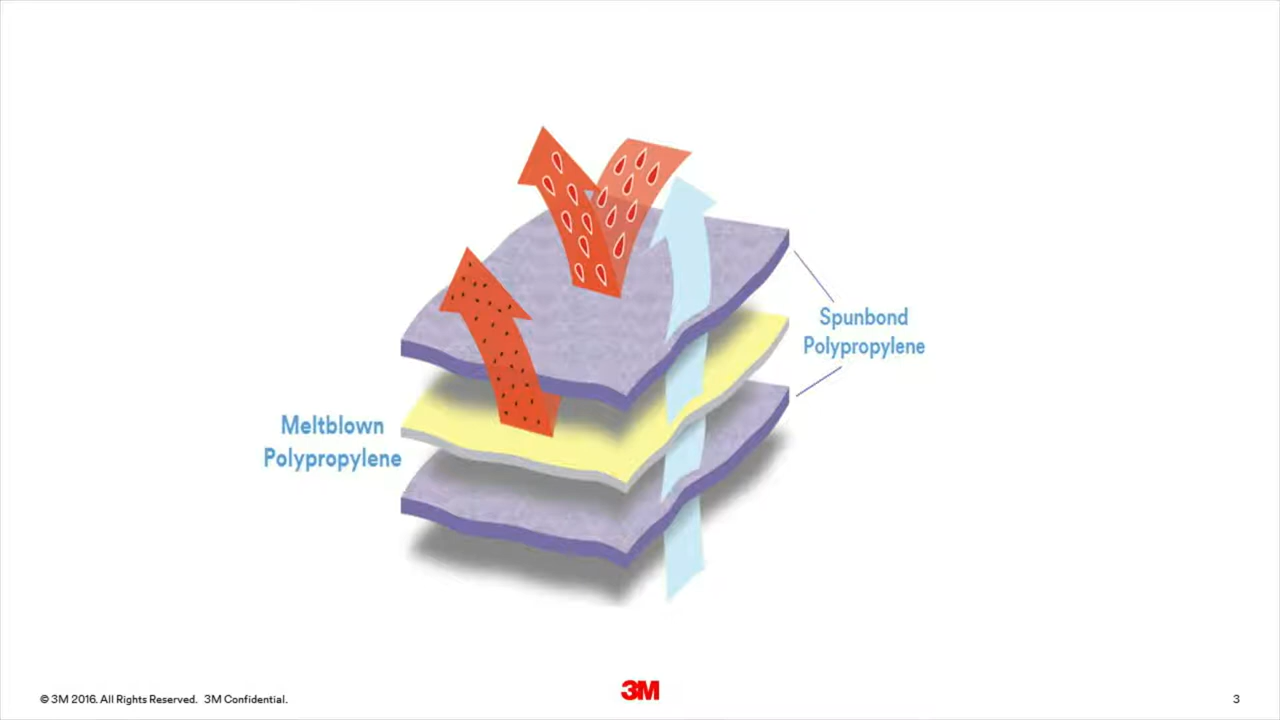 Spunbond
Polypropylene
Meltblown
Polypropylene
© 3M 2016. All Rights Reserved. 3M Confidential.
3M
3